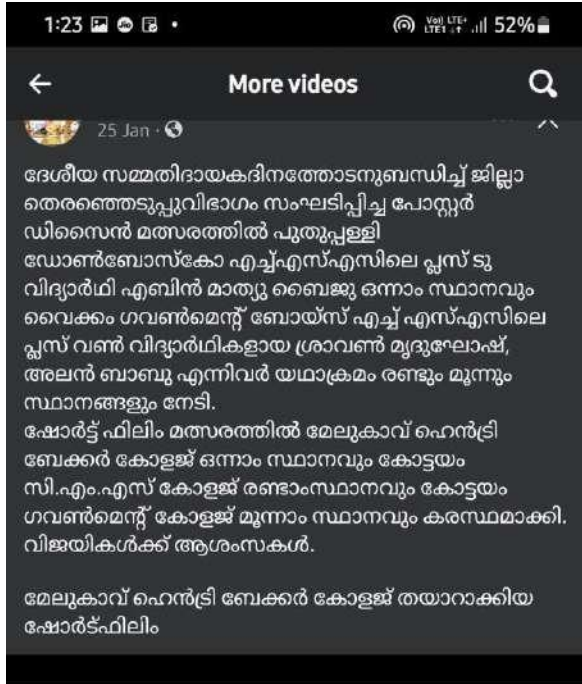 1:23 Vo) LTE+ LTE1 52%
More videos
25 Jan ·
ദേശീയ സമ്മതിദായകദിനത്തോടനുബന്ധിച്ച് ജില്ലാ
തെരഞ്ഞെടുപ്പുവിഭാഗം സംഘടിപ്പിച്ച പോസ്റ്റർ
ഡിസൈൻ മത്സരത്തിൽ പുതുപ്പള്ളി
ഡോൺബോസ്കോ എച്ച്എസ്എസിലെ പ്ലസ് ടു
വിദ്യാർഥി എബിൻ മാത്യു ബൈജു ഒന്നാം സ്ഥാനവും
വൈക്കം ഗവൺമെന്റ് ബോയ്സ് എച്ച് എസ്എസിലെ
പ്ലസ് വൺ വിദ്യാർഥികളായ ശ്രാവൺ മൃദുഘോഷ്,
അലൻ ബാബു എന്നിവർ യഥാക്രമം രണ്ടും മൂന്നും
സ്ഥാനങ്ങളും നേടി.
ഷോർട്ട് ഫിലിം മത്സരത്തിൽ മേലുകാവ് ഹെൻട്രി
ബേക്കർ കോളജ് ഒന്നാം സ്ഥാനവും കോട്ടയം
സി.എം.എസ് കോളജ് രണ്ടാംസ്ഥാനവും കോട്ടയം
ഗവൺമെന്റ് കോളജ് മൂന്നാം സ്ഥാനവും കരസ്ഥമാക്കി.
വിജയികൾക്ക് ആശംസകൾ.
മേലുകാവ് ഹെൻട്രി ബേക്കർ കോളജ് തയാറാക്കിയ
ഷോർട്ഫിലിം